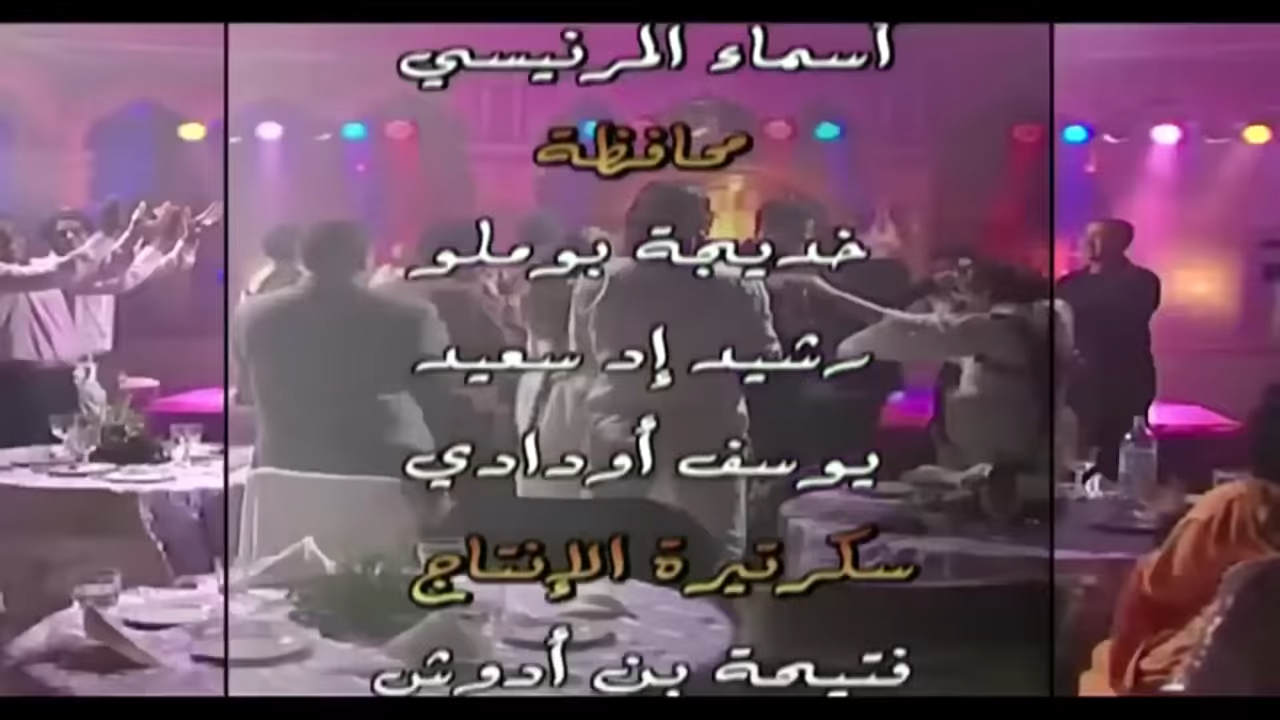 أسماء المرنيسي
محافظة
خديجة بوملو
رشيد إد سعيد
يوسف أودادي
سكرتيرة الإنتاج
فتيحة بن أدوش